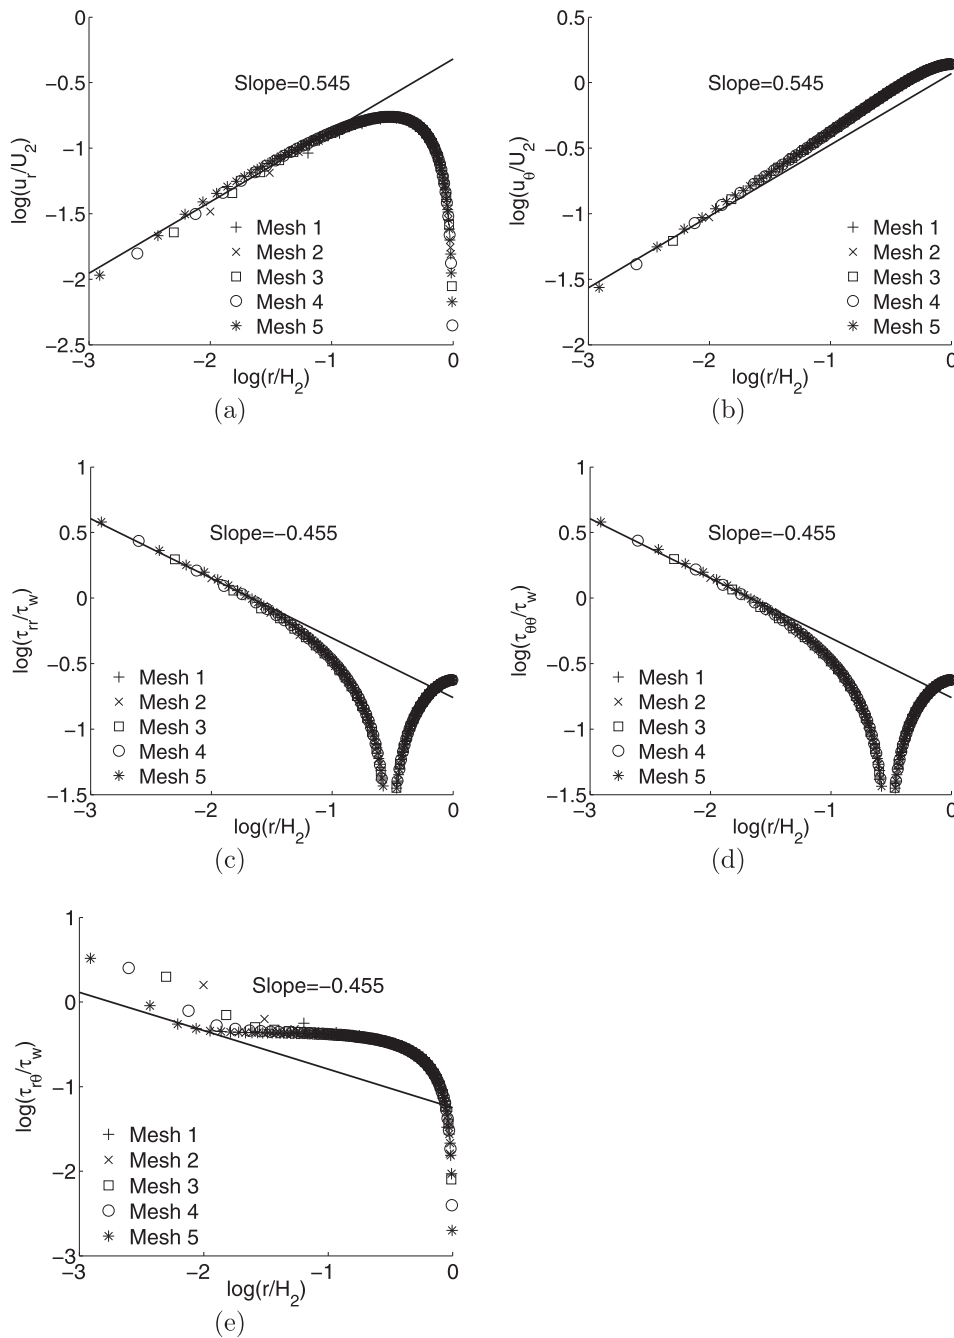 0
−0.5
−1
−1.5
−2
−2.5
−3
−2
−1
0
log(u_r/U_2)
log(r/H_2)
Slope=0.545
Mesh 1
Mesh 2
Mesh 3
Mesh 4
Mesh 5
(a)
0.5
0
−0.5
−1
−1.5
−2
−3
−2
−1
0
log(u_θ/U_2)
log(r/H_2)
Slope=0.545
Mesh 1
Mesh 2
Mesh 3
Mesh 4
Mesh 5
(b)
1
0.5
0
−0.5
−1
−1.5
−3
−2
−1
0
log(τ_rr/τ_w)
log(r/H_2)
Slope=−0.455
Mesh 1
Mesh 2
Mesh 3
Mesh 4
Mesh 5
(c)
1
0.5
0
−0.5
−1
−1.5
−3
−2
−1
0
log(τ_θθ/τ_w)
log(r/H_2)
Slope=−0.455
Mesh 1
Mesh 2
Mesh 3
Mesh 4
Mesh 5
(d)
1
0
−1
−2
−3
−3
−2
−1
0
log(τ_rθ/τ_w)
log(r/H_2)
Slope=−0.455
Mesh 1
Mesh 2
Mesh 3
Mesh 4
Mesh 5
(e)